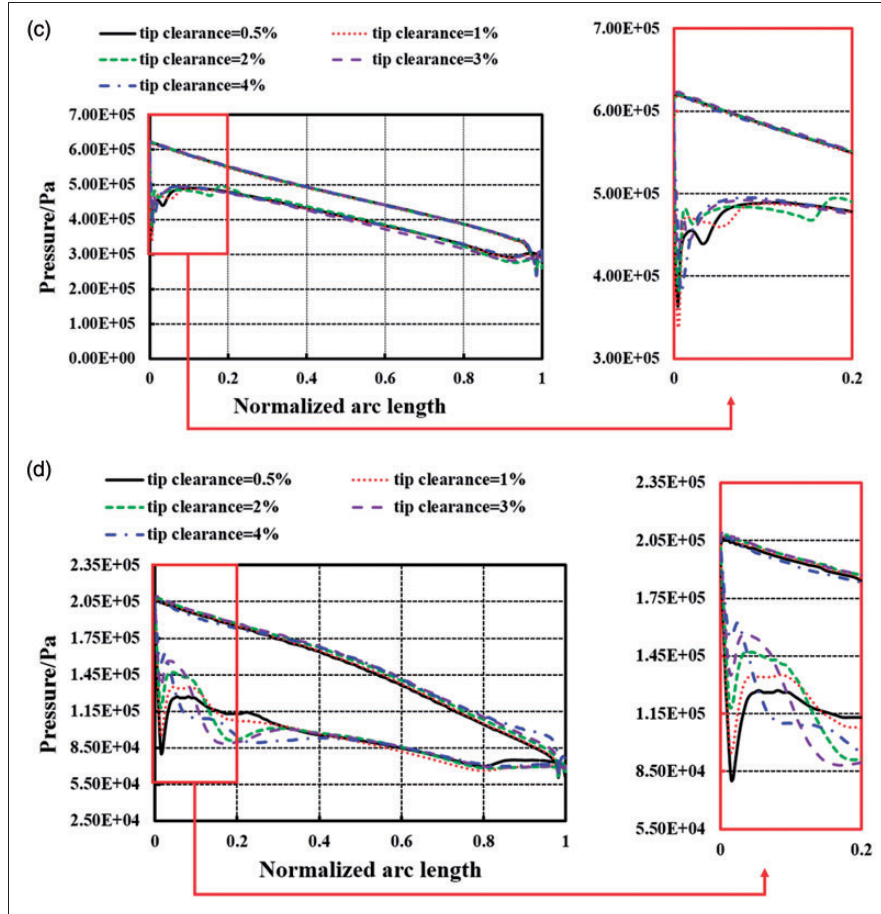 (c)
tip clearance=0.5%
tip clearance=1%
tip clearance=2%
tip clearance=3%
tip clearance=4%
Pressure/Pa
7.00E+05
6.00E+05
5.00E+05
4.00E+05
3.00E+05
2.00E+05
1.00E+05
0.00E+00
0 0.2 0.4 0.6 0.8 1
Normalized arc length
7.00E+05
6.00E+05
5.00E+05
4.00E+05
3.00E+05
0 0.2
(d)
tip clearance=0.5%
tip clearance=1%
tip clearance=2%
tip clearance=3%
tip clearance=4%
Pressure/Pa
2.35E+05
2.05E+05
1.75E+05
1.45E+05
1.15E+05
8.50E+04
5.50E+04
2.50E+04
0 0.2 0.4 0.6 0.8 1
Normalized arc length
2.35E+05
2.05E+05
1.75E+05
1.45E+05
1.15E+05
8.50E+04
5.50E+04
0 0.2